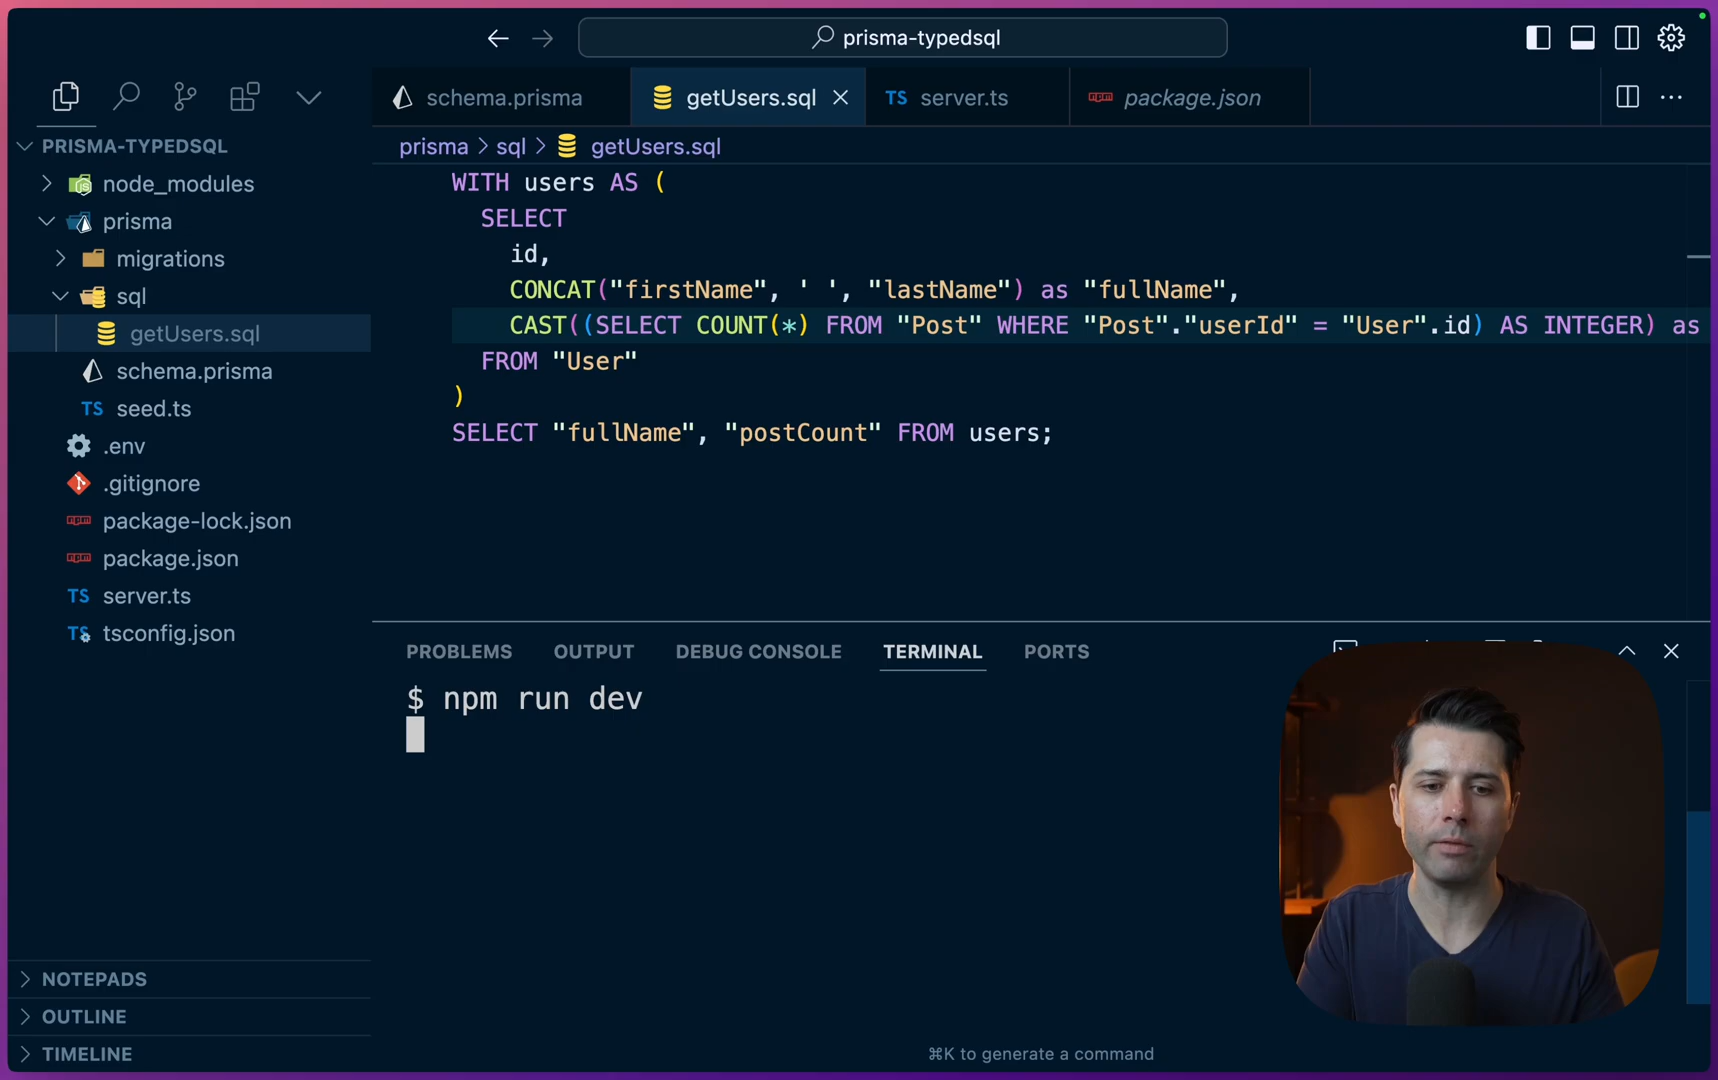 prisma-typedsql
schema.prisma
getUsers.sql
TS server.ts
package.json
PRISMA-TYPEDSQL
node_modules
prisma
migrations
sql
getUsers.sql
schema.prisma
TS seed.ts
.env
.gitignore
package-lock.json
package.json
TS server.ts
TS tsconfig.json
NOTEPADS
OUTLINE
TIMELINE
prisma > sql > getUsers.sql
WITH users AS (
SELECT
id,
CONCAT("firstName", ' ', "lastName") as "fullName",
CAST((SELECT COUNT(*) FROM "Post" WHERE "Post"."userId" = "User".id) AS INTEGER) as
FROM "User"
)
SELECT "fullName", "postCount" FROM users;
PROBLEMS OUTPUT DEBUG CONSOLE TERMINAL PORTS
$ npm run dev
⌘K to generate a command